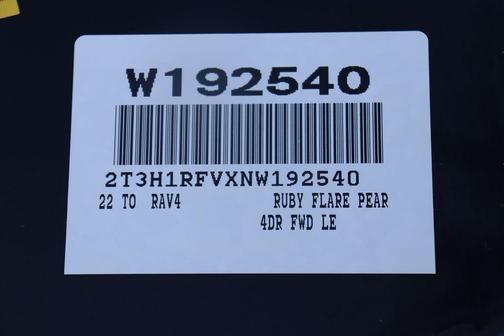 W192540
2T3H1RFVXNW192540
22 TO RAV4 RUBY FLARE PEAR
4DR FWD LE